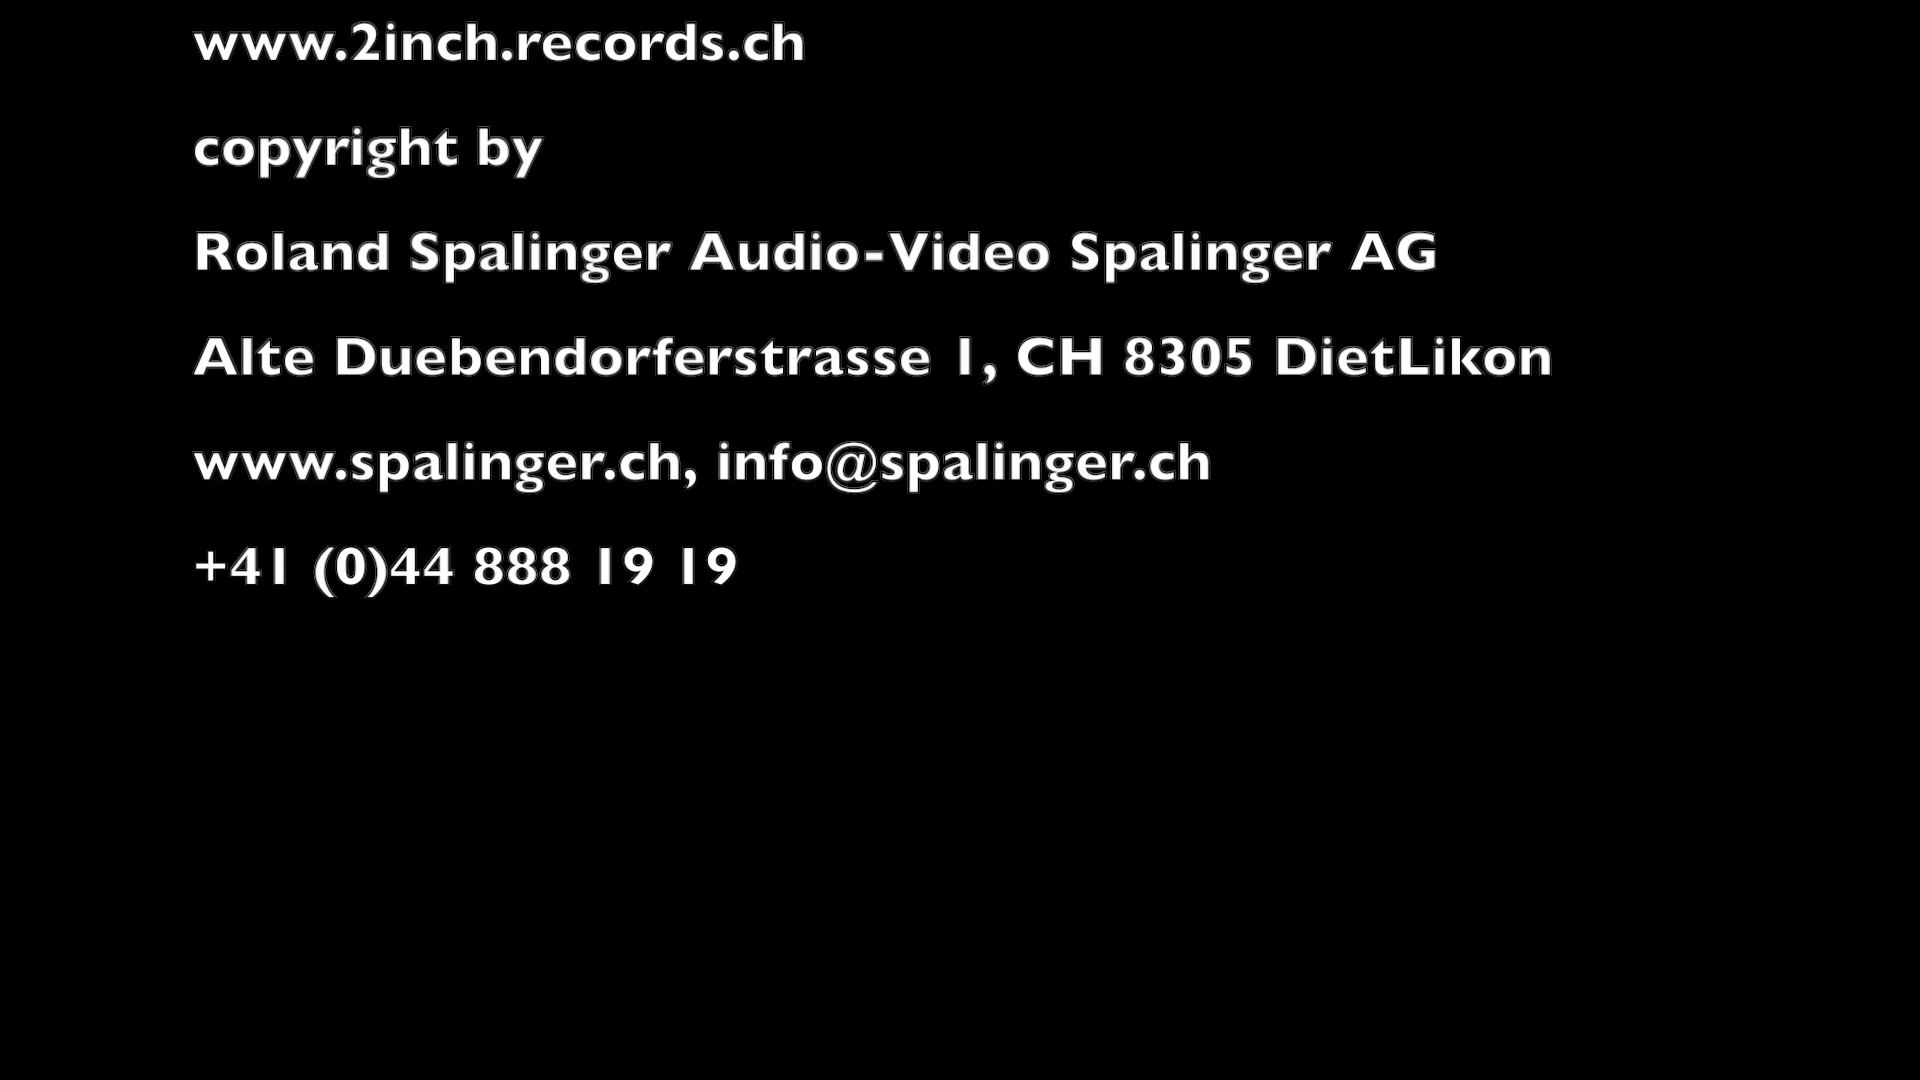 www.2inch.records.ch
copyright by
Roland Spalinger Audio-Video Spalinger AG
Alte Duebendorferstrasse 1, CH 8305 DietLikon
www.spalinger.ch, info@spalinger.ch
+41 (0)44 888 19 19